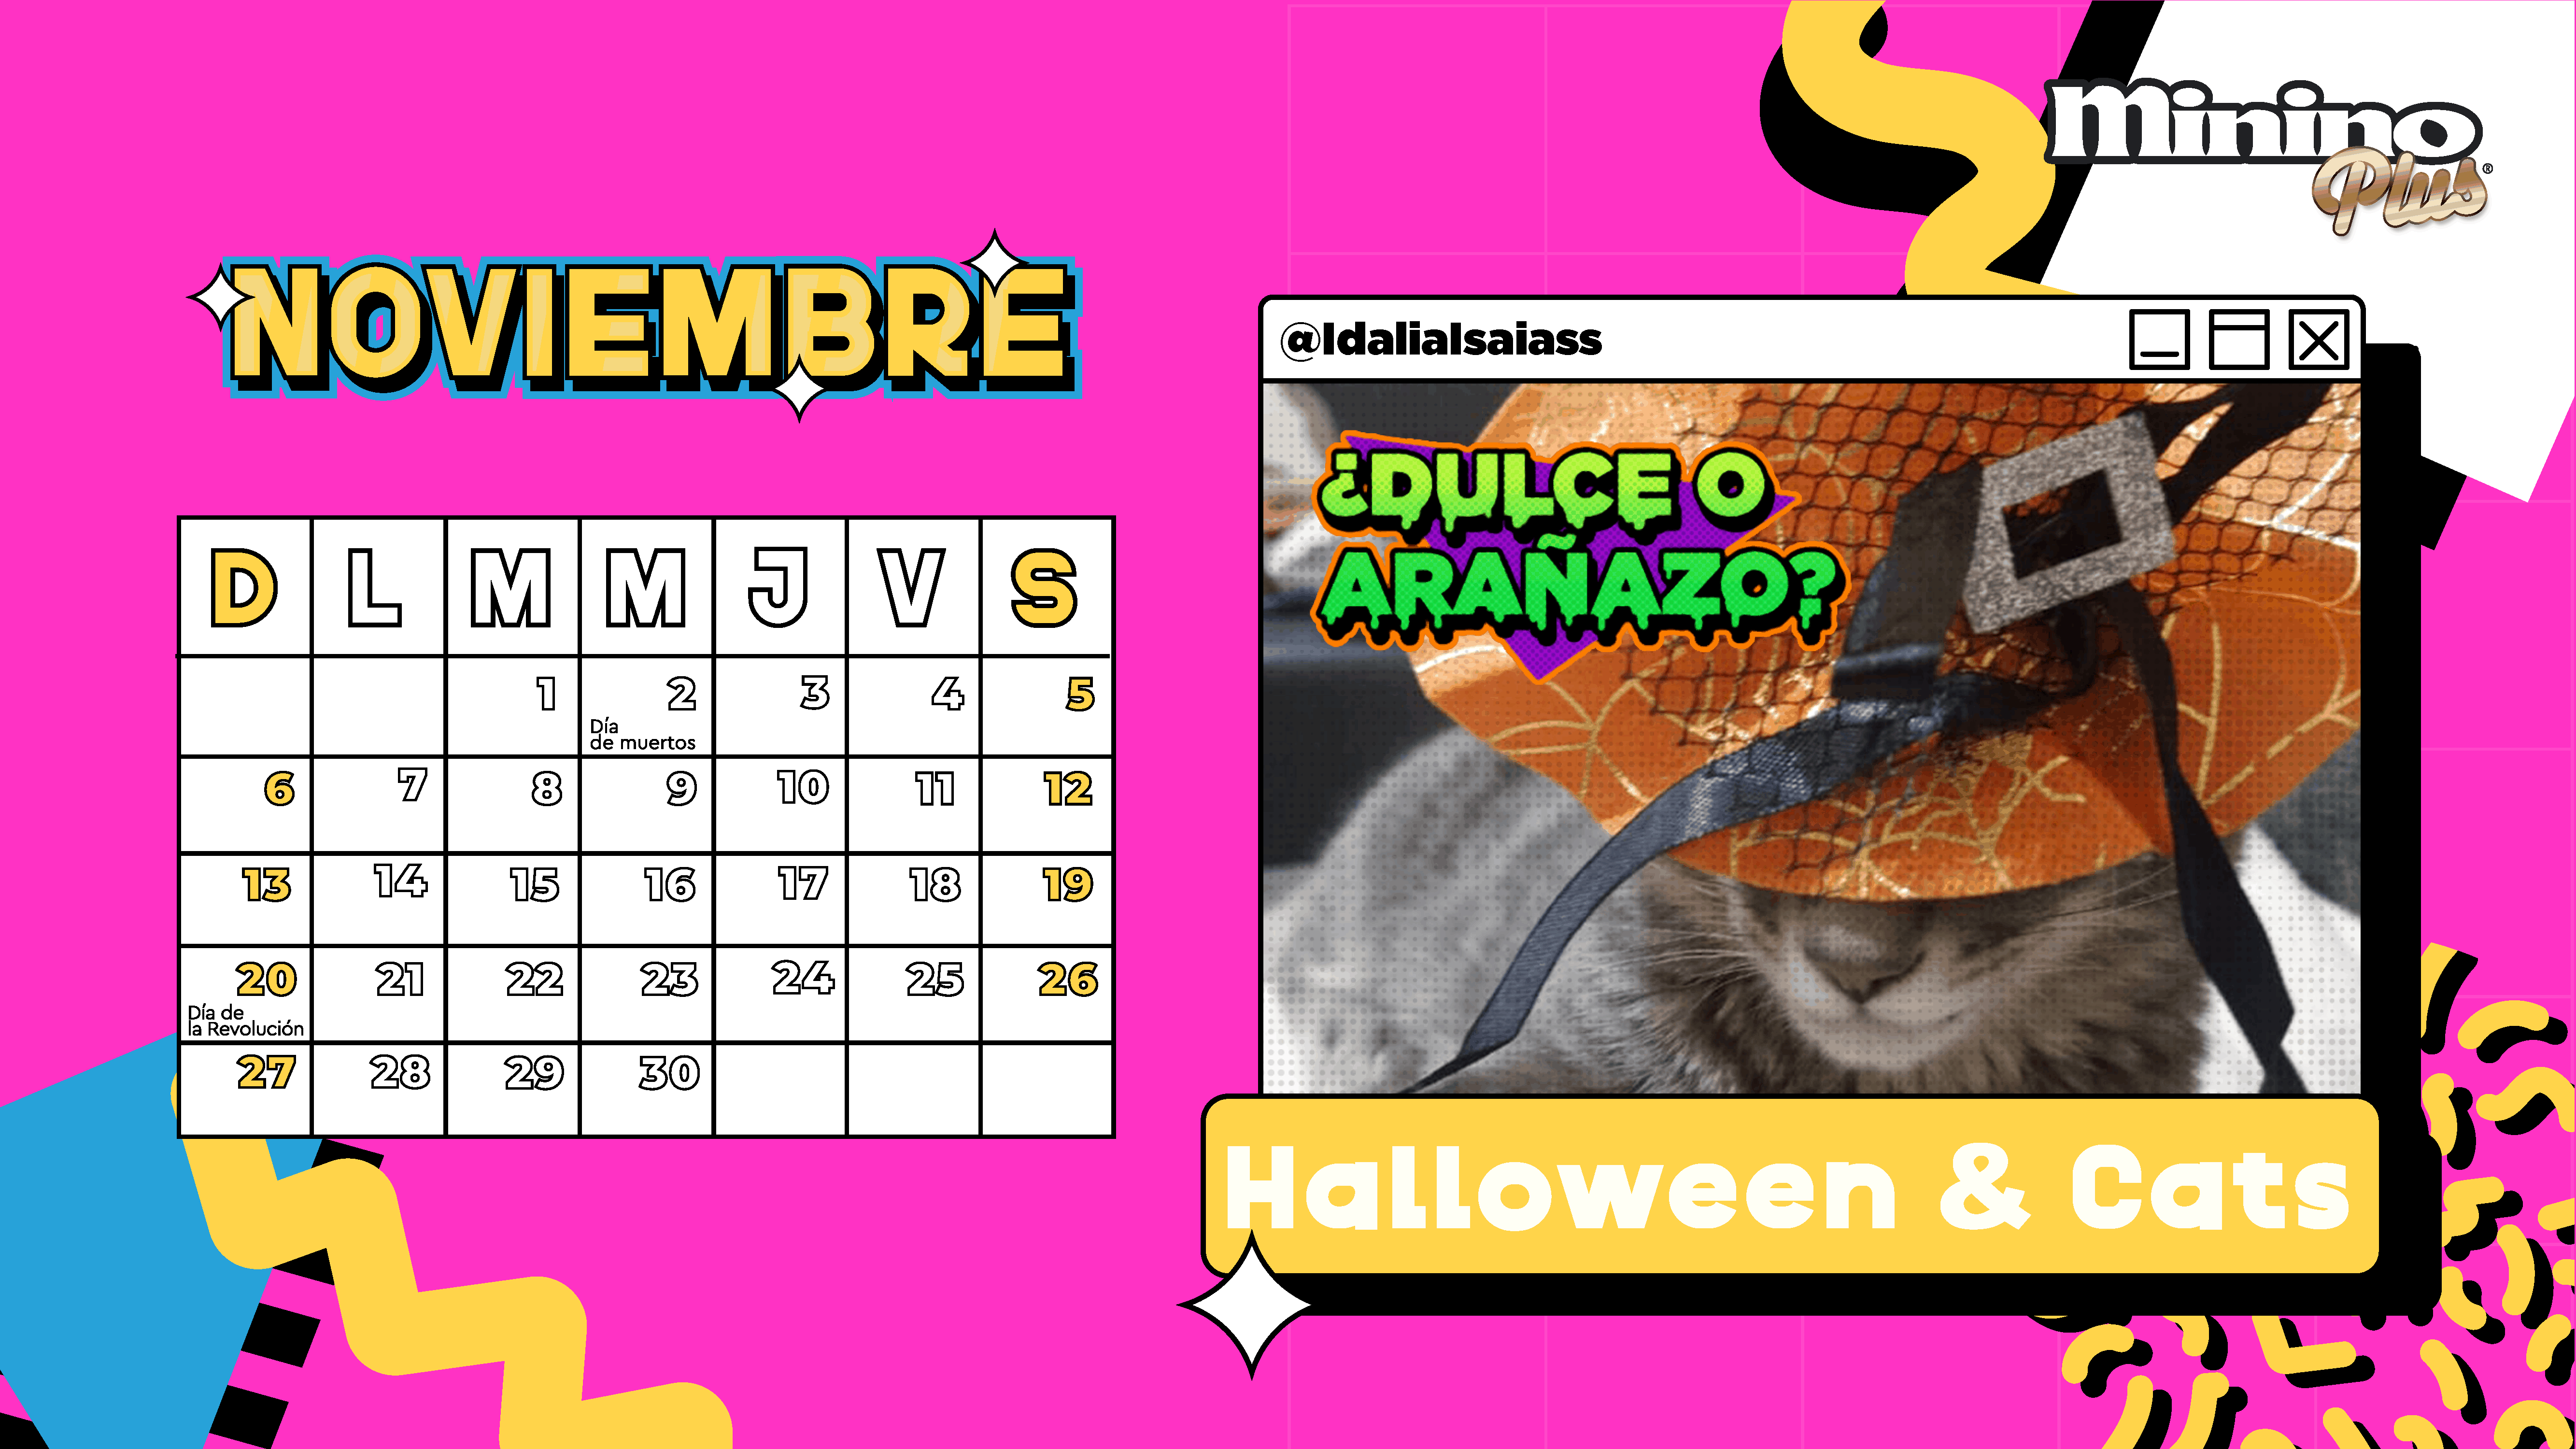 minino
Plus®
NOVIEMBRE
D L M M J V S
1 2 3 4 5
Día
de muertos
6 7 8 9 10 11 12
13 14 15 16 17 18 19
20 21 22 23 24 25 26
Día de
la Revolución
27 28 29 30
@IdaliaIsaiass
¿DULCE O
ARAÑAZO?
Halloween & Cats